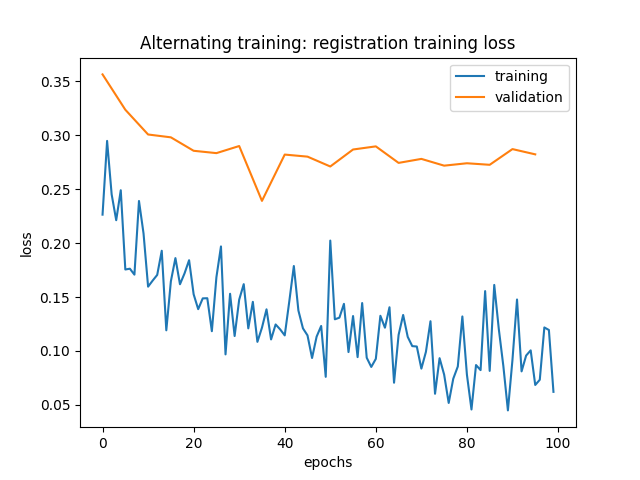 Alternating training: registration training loss
training
validation
0.35
0.30
0.25
0.20
0.15
0.10
0.05
loss
0 20 40 60 80 100
epochs